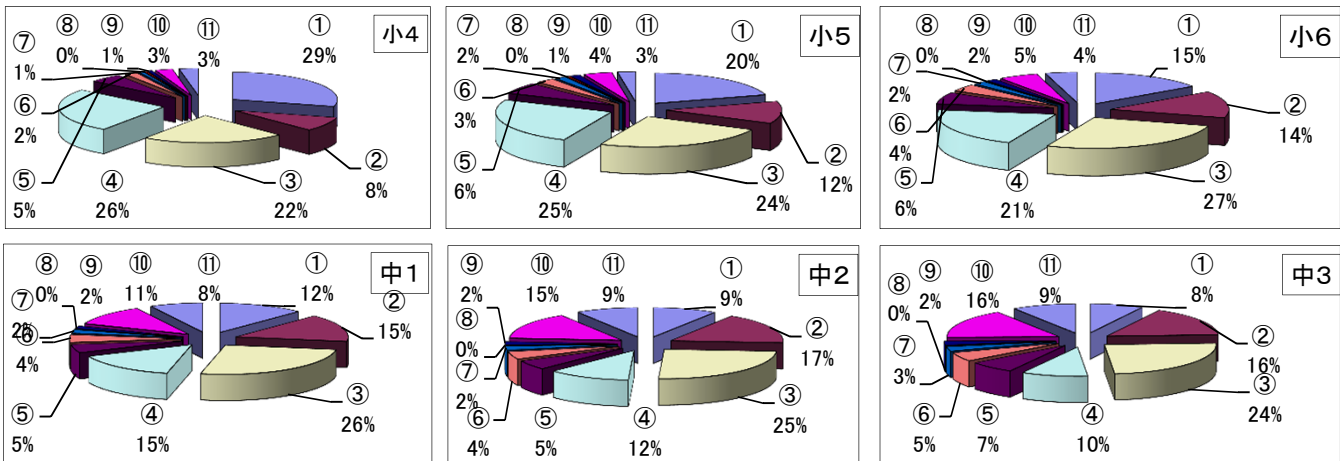 小4
⑧ ⑨ ⑩ ⑪ ①
⑦ 0% 1% 3% 3% 29%
1%
⑥
2%
⑤ ④ ③ ②
5% 26% 22% 8%
小5
⑧ ⑨ ⑩ ⑪ ①
⑦ 0% 1% 4% 3% 20%
2%
⑥
3%
⑤ ④ ③ ②
6% 25% 24% 12%
小6
⑧ ⑨ ⑩ ⑪ ①
0% 2% 5% 4% 15%
⑦
2% ②
⑥ 14%
4%
⑤ ④ ③
6% 21% 27%
中1
⑧ ⑨ ⑩ ⑪ ①
⑦ 0% 2% 11% 8% 12% ②
2% 15%
⑥
4%
⑤ ④ ③
5% 15% 26%
中2
⑨ ⑩ ⑪ ①
2% 15% 9% 9%
⑧ ②
0% 17%
⑦
2%
⑥ ⑤ ④ ③
4% 5% 12% 25%
中3
⑧ ⑨ ⑩ ⑪ ①
0% 2% 16% 9% 8%
⑦ ②
3% 16%
⑥ ⑤ ④ ③
5% 7% 10% 24%